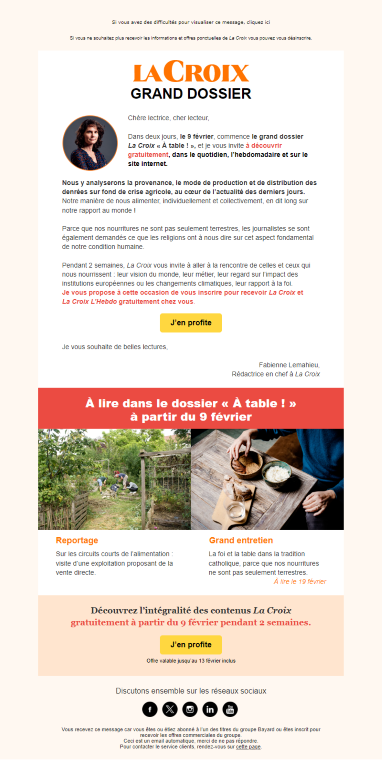 Si vous avez des difficultés pour visualiser ce message, cliquez ici
Si vous ne souhaitez plus recevoir les informations et offres ponctuelles de La Croix vous pouvez vous désinscrire.
LACROIX
GRAND DOSSIER
Chère lectrice, cher lecteur,
Dans deux jours, le 9 février, commence le grand dossier
La Croix « À table ! », et je vous invite à découvrir
gratuitement, dans le quotidien, l'hebdomadaire et sur le
site internet.
Nous y analyserons la provenance, le mode de production et de distribution des
denrées sur fond de crise agricole, au cœur de l'actualité des derniers jours.
Notre manière de nous alimenter, individuellement et collectivement, en dit long sur
notre rapport au monde !
Parce que nos nourritures ne sont pas seulement terrestres, les journalistes se sont
également demandés ce que les religions ont à nous dire sur cet aspect fondamental
de notre condition humaine.
Pendant 2 semaines, La Croix vous invite à aller à la rencontre de celles et ceux qui
nous nourrissent : leur vision du monde, leur métier, leur regard sur l'impact des
institutions européennes ou les changements climatiques, leur rapport à la foi.
Je vous propose à cette occasion de vous inscrire pour recevoir La Croix et
La Croix L'Hebdo gratuitement chez vous.
J'en profite
Je vous souhaite de belles lectures,
Fabienne Lemahieu,
Rédactrice en chef à La Croix
À lire dans le dossier « À table ! »
à partir du 9 février
Reportage
Sur les circuits courts de l'alimentation :
visite d'une exploitation proposant de la
vente directe.
Grand entretien
La foi et la table dans la tradition
catholique, parce que nos nourritures
ne sont pas seulement terrestres.
À lire le 19 février
Découvrez l'intégralité des contenus La Croix
gratuitement à partir du 9 février pendant 2 semaines.
J'en profite
Offre valable jusqu'au 13 février inclus
Discutons ensemble sur les réseaux sociaux
Vous recevez ce message car vous êtes ou étiez abonné à l'un des titres du groupe Bayard ou êtes inscrit pour
recevoir les offres commerciales du groupe.
Ceci est un email automatique, merci de ne pas répondre.
Pour contacter le service clients, rendez-vous sur cette page.